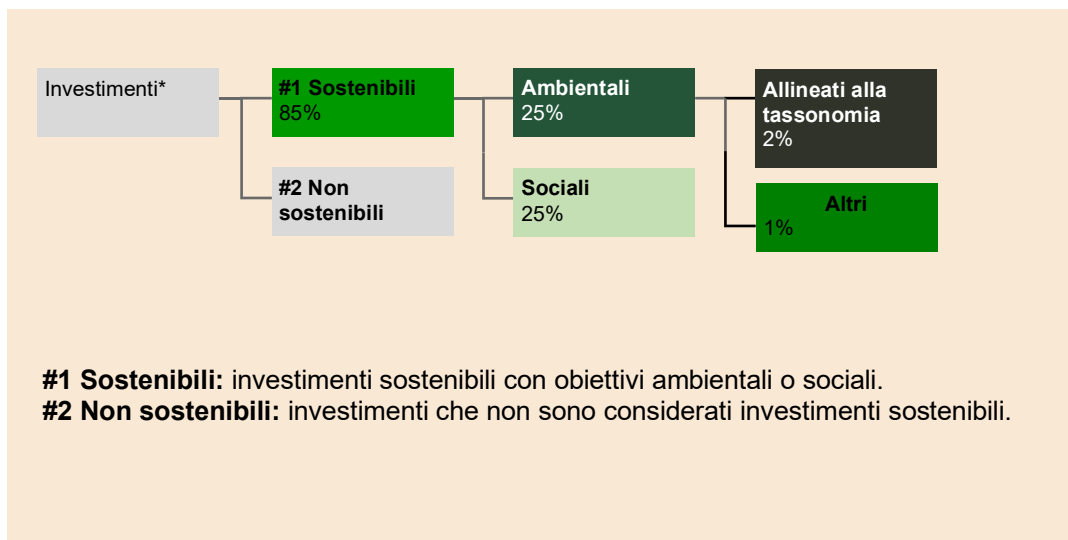 Investimenti*
#1 Sostenibili
85%
#2 Non
sostenibili
Ambientali
25%
Sociali
25%
Allineati alla
tassonomia
2%
Altri
1%
#1 Sostenibili: investimenti sostenibili con obiettivi ambientali o sociali.
#2 Non sostenibili: investimenti che non sono considerati investimenti sostenibili.